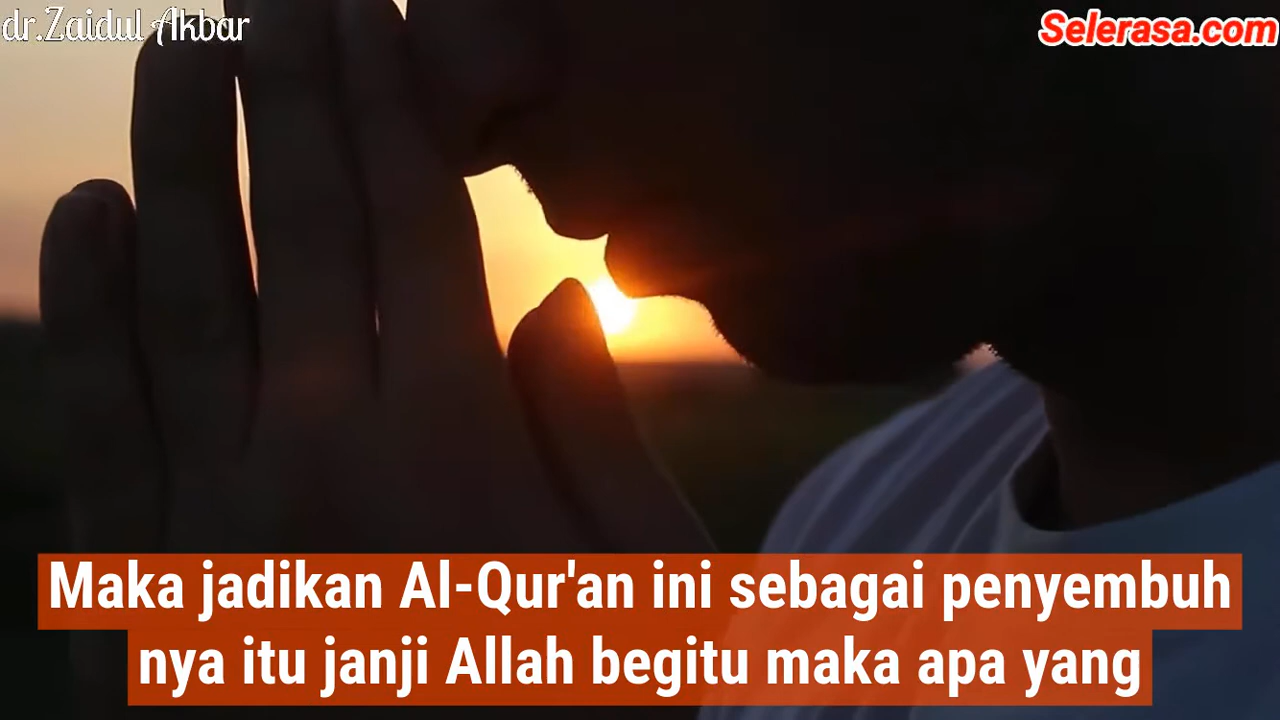 dr.Zaidul Akbar
Selerasa.com
Maka jadikan Al-Qur'an ini sebagai penyembuh
nya itu janji Allah begitu maka apa yang